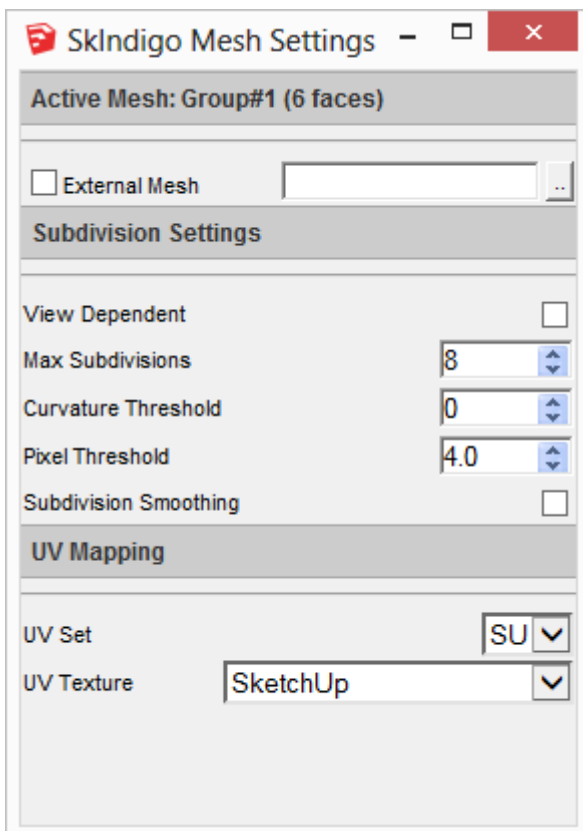 SkIndigo Mesh Settings
Active Mesh: Group#1 (6 faces)
External Mesh ..
Subdivision Settings
View Dependent
Max Subdivisions 8
Curvature Threshold 0
Pixel Threshold 4.0
Subdivision Smoothing
UV Mapping
UV Set SU
UV Texture SketchUp